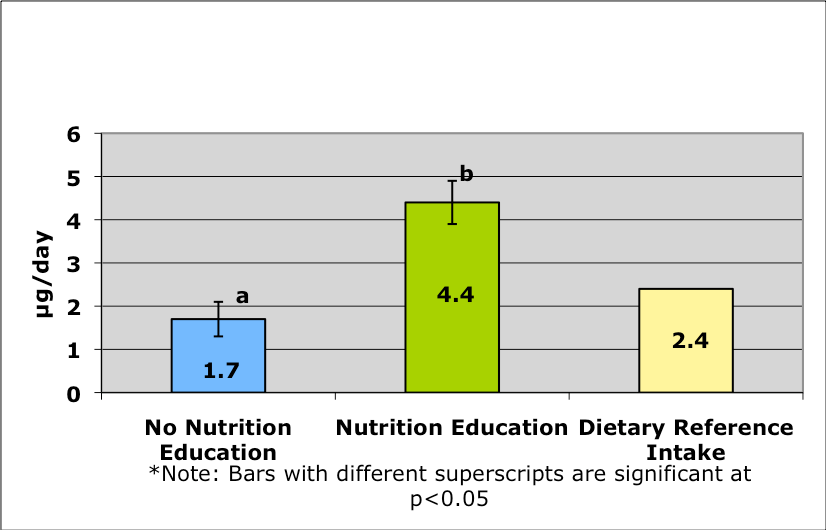 6
5
4
3
2
1
0
µg/day
a
b
1.7
4.4
2.4
No Nutrition
Education
Nutrition Education
Dietary Reference
Intake
*Note: Bars with different superscripts are significant at
p<0.05